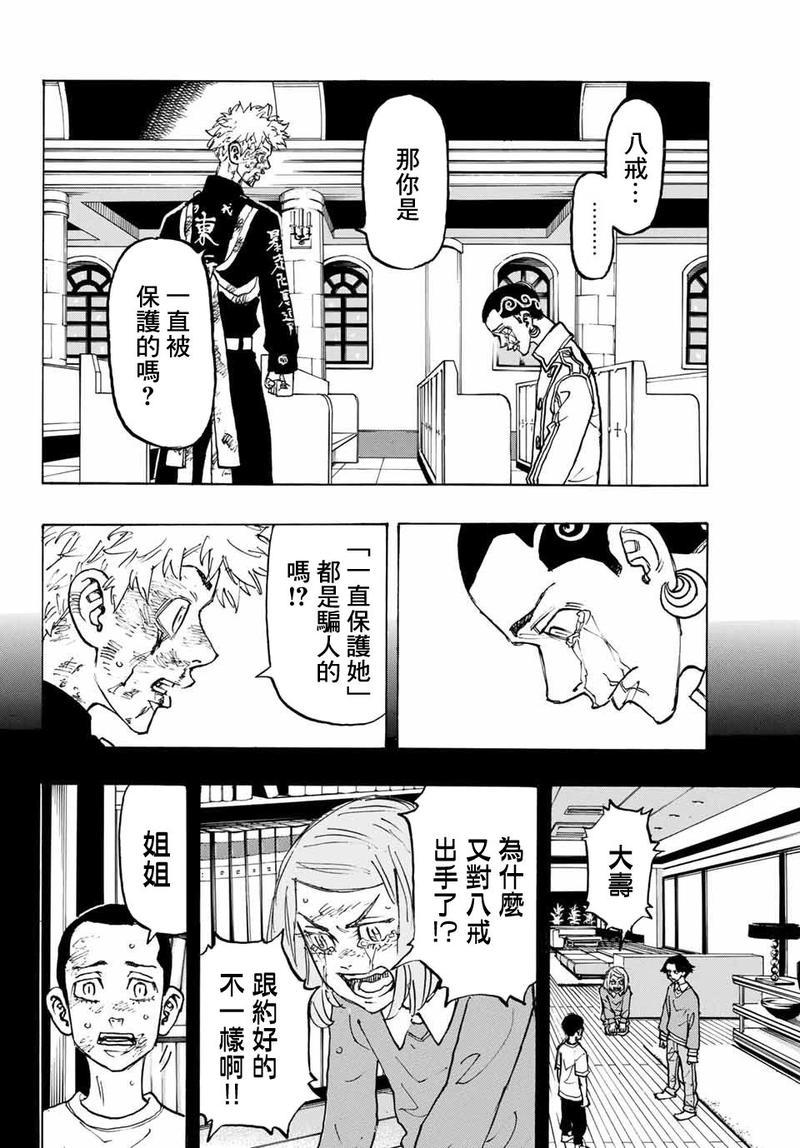 八戒…
……
那你是
一直被
保護的嗎?
「一直保護她」
都是騙人的
嗎!?
大壽
為什麼
又對八戒
出手了!?
跟約好的
不一樣啊!!
姐姐